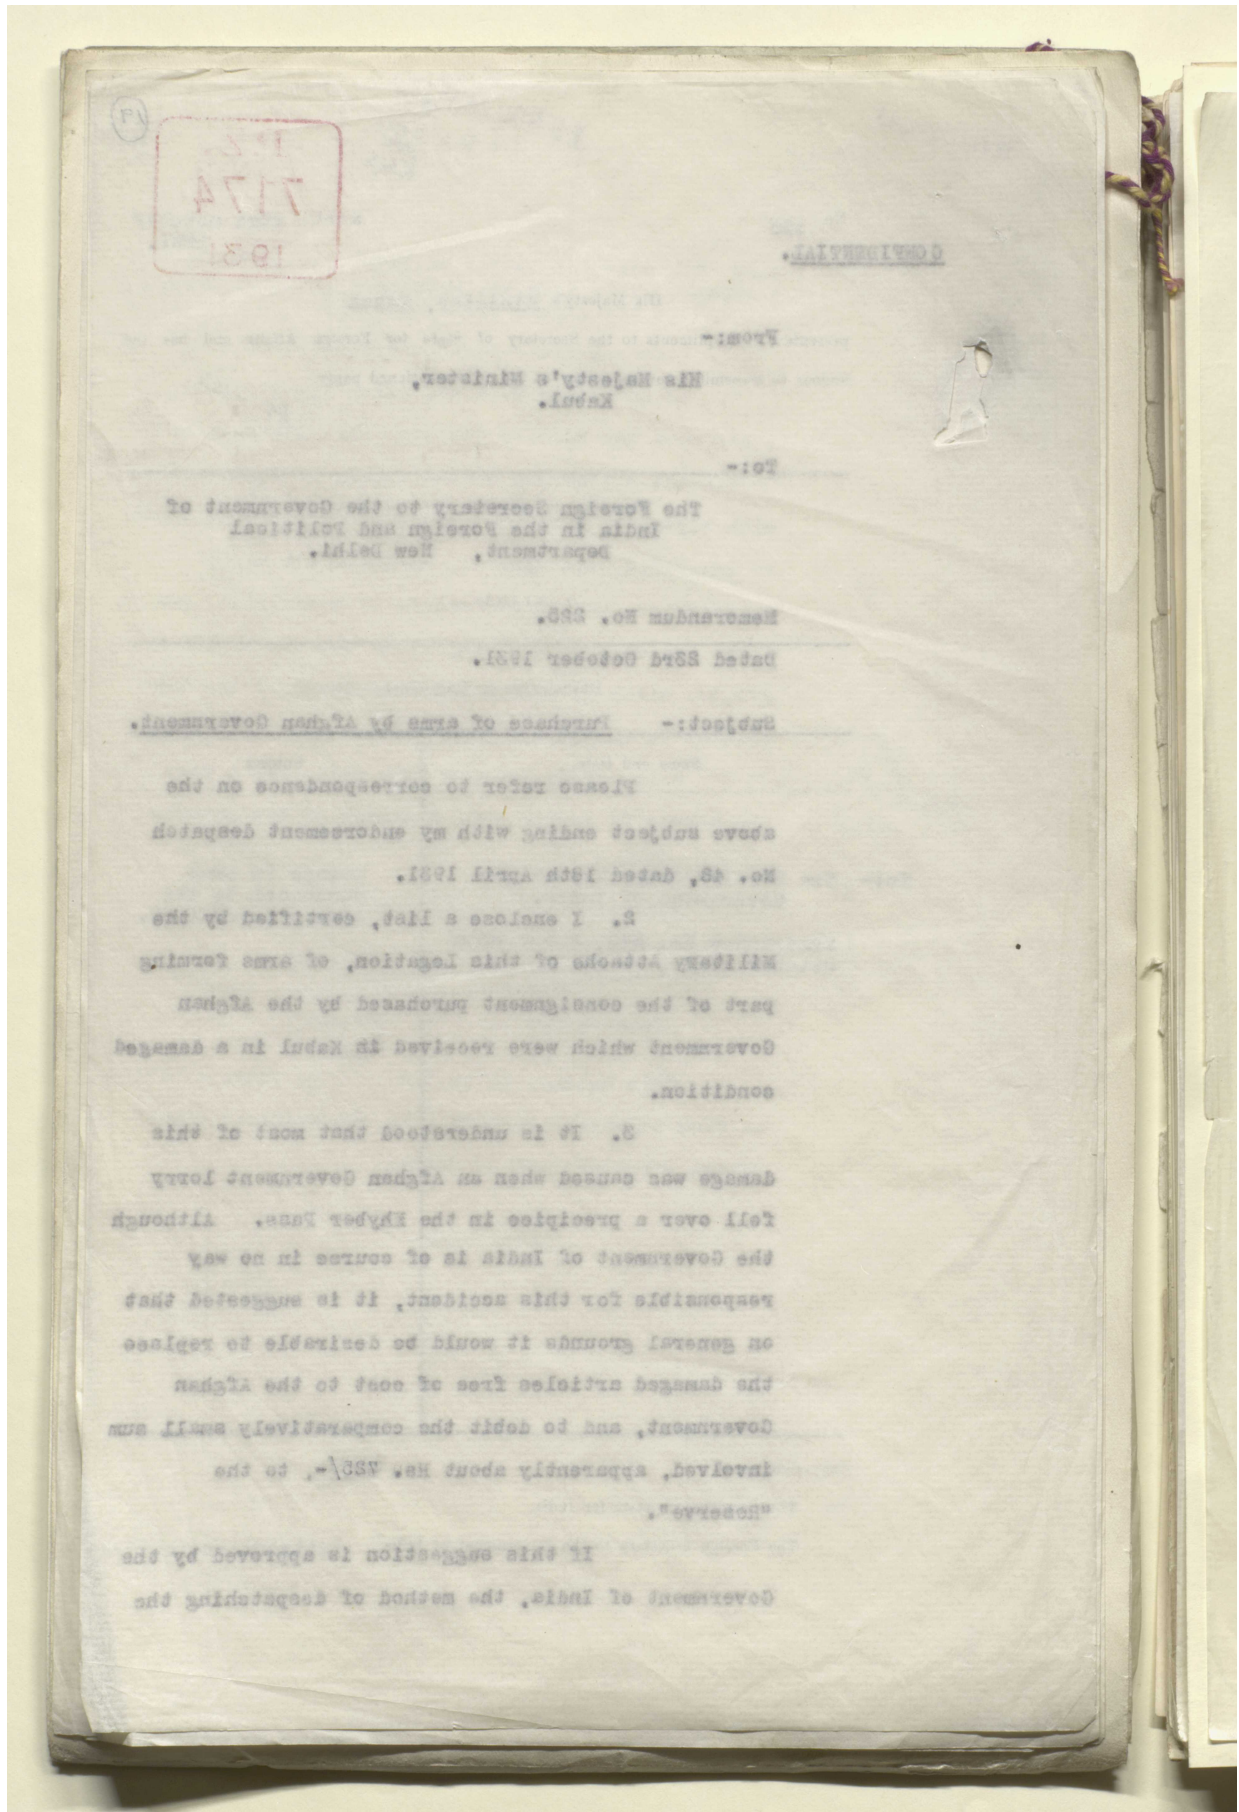 19
P.Z.
7174
1931
CONFIDENTIAL.
From:-
His Majesty's Minister,
Kabul.
To:-
The Foreign Secretary to the Government of
India in the Foreign and Political
Department, New Delhi.
Memorandum No. 225.
Dated 23rd October 1931.
Subject:- Purchase of arms by Afghan Government.
Please refer to correspondence on the
above subject ending with my endorsement despatch
No. 48, dated 18th April 1931.
2. I enclose a list, certified by the
Military Attache of this Legation, of arms forming
part of the consignment purchased by the Afghan
Government which were received in Kabul in a damaged
condition.
3. It is understood that most of this
damage was caused when an Afghan Government lorry
fell over a precipice in the Khyber Pass. Although
the Government of India is of course in no way
responsible for this accident, it is suggested that
on general grounds it would be desirable to replace
the damaged articles free of cost to the Afghan
Government, and to debit the comparatively small sum
involved, apparently about Rs. 725/-, to the
"Reserve".
If this suggestion is approved by the
Government of India, the method of despatching the